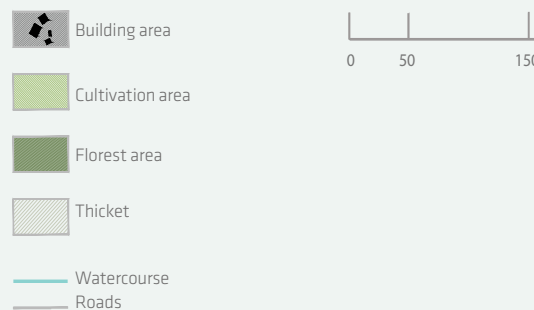 Building area
Cultivation area
Florest area
Thicket
Watercourse
Roads
0 50 150